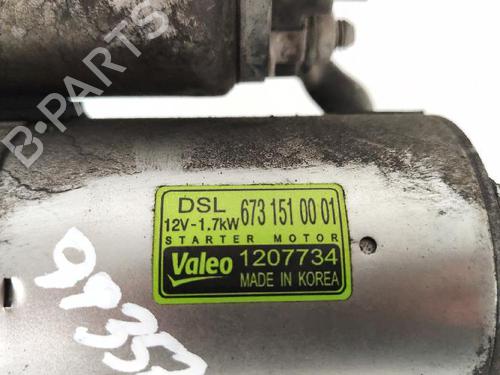 B-PARTS
DSL 673 151 00 01
12V-1.7kW
STARTER MOTOR
Valeo 1207734
MADE IN KOREA